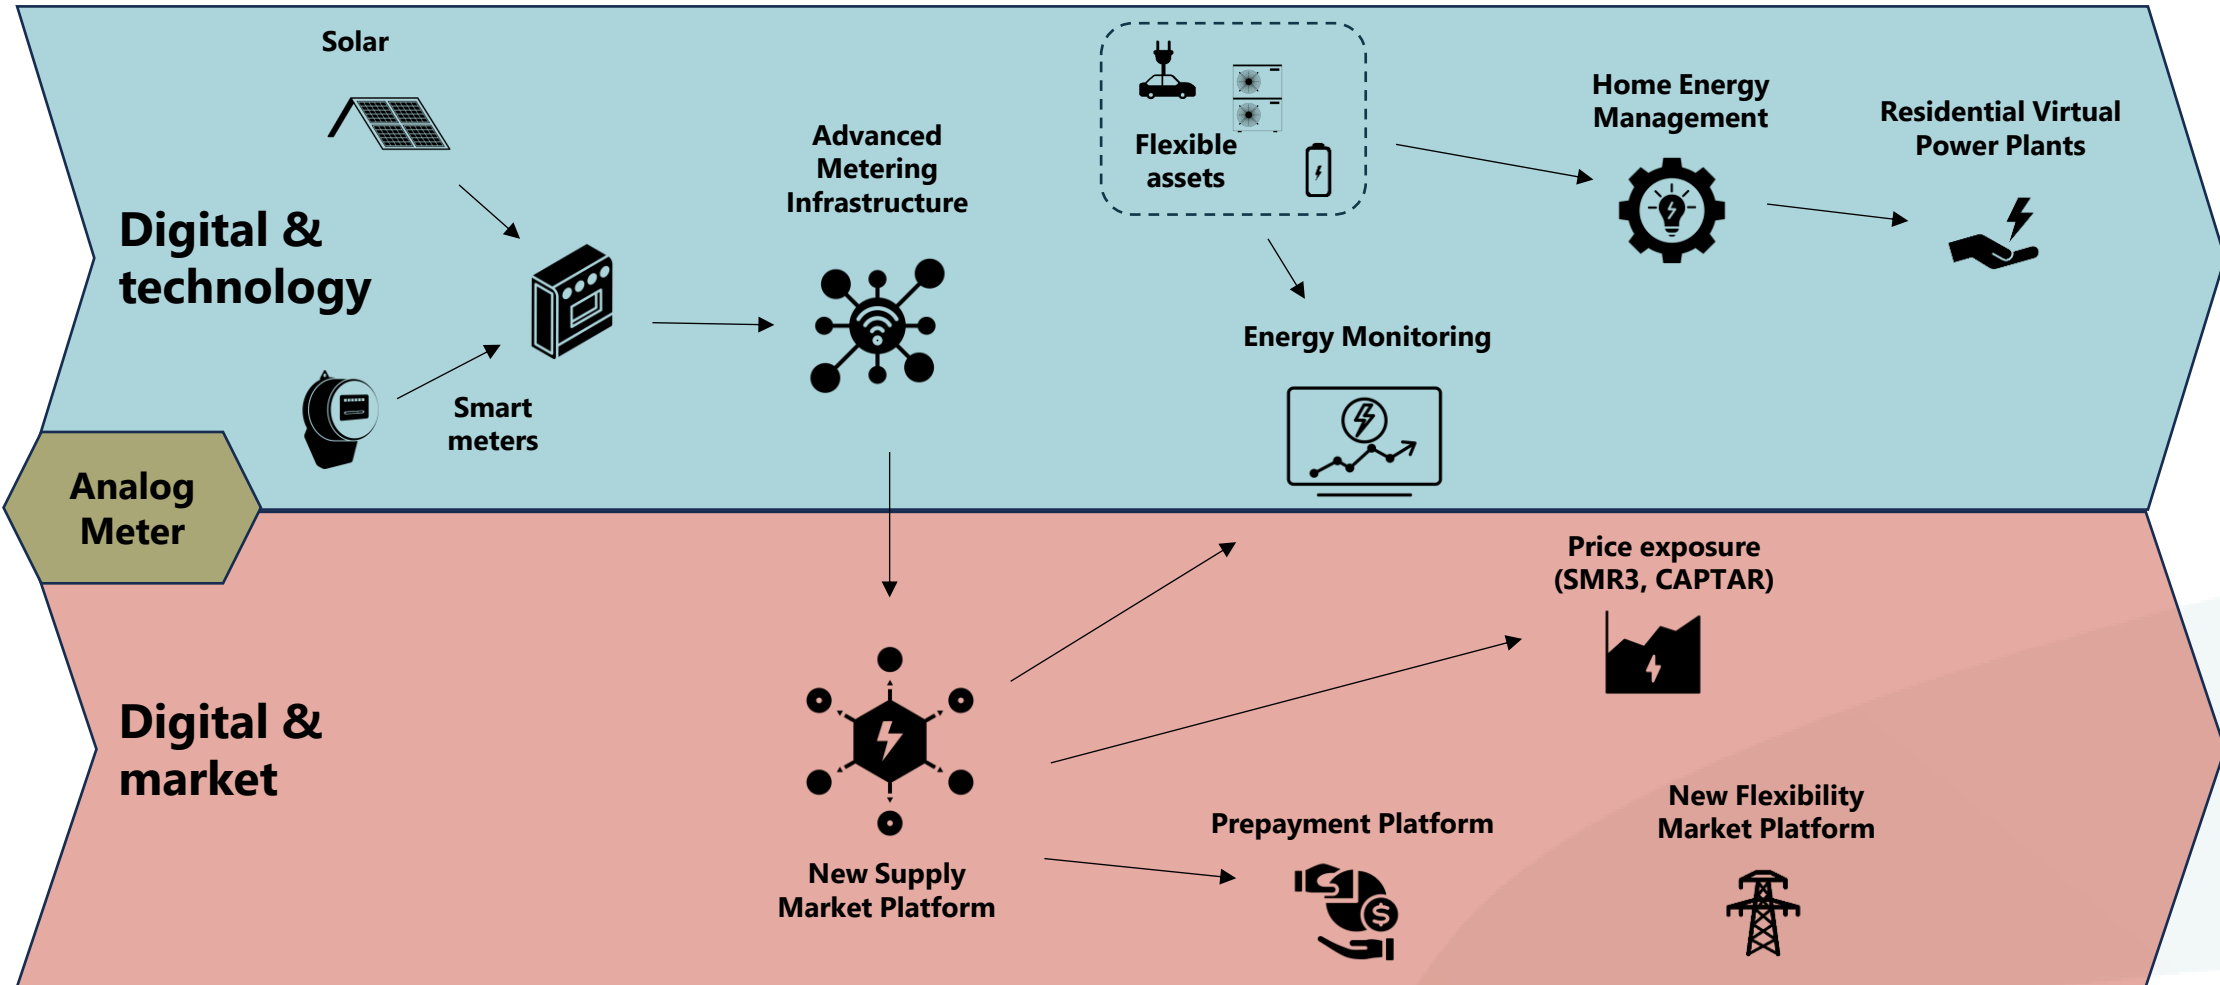 Solar
Digital &
technology
Smart
meters
Advanced
Metering
Infrastructure
Flexible
assets
Energy Monitoring
Home Energy
Management
Residential Virtual
Power Plants
Analog
Meter
Digital &
market
New Supply
Market Platform
Price exposure
(SMR3, CAPTAR)
Prepayment Platform
$
New Flexibility
Market Platform